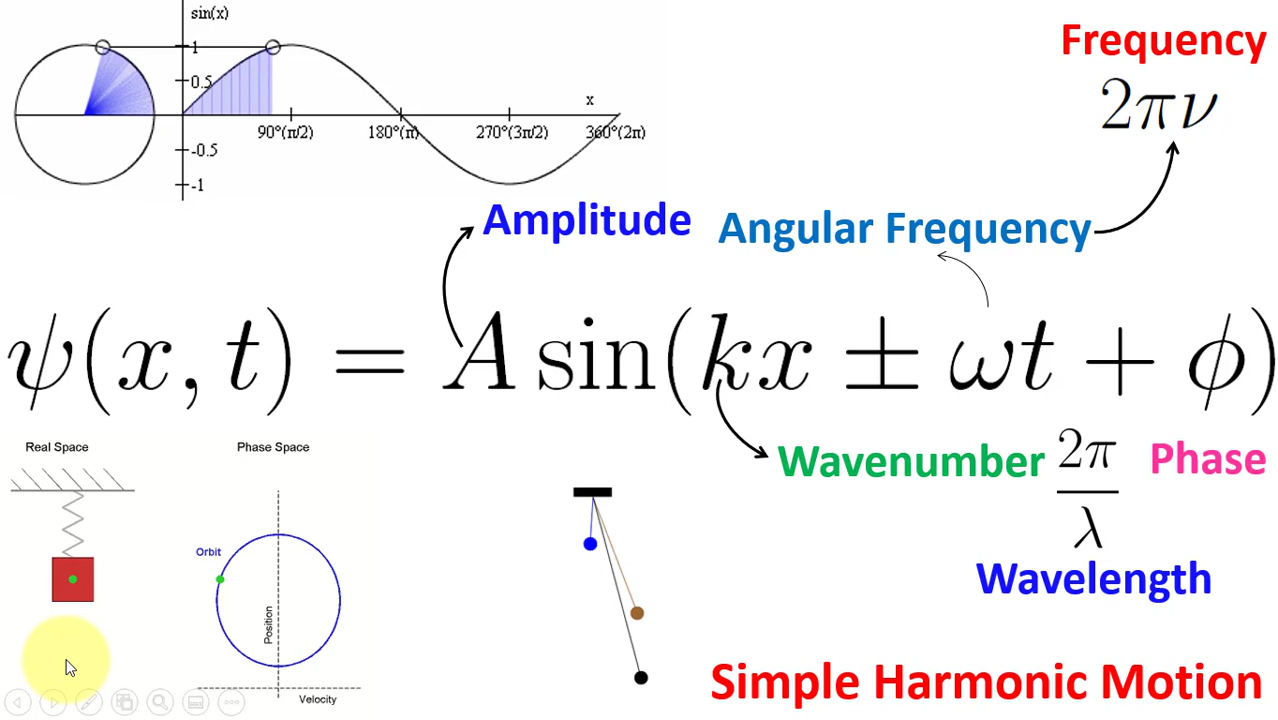 sin(x)
1
0.5
x
90°(π/2) 180°(π) 270°(3π/2) 360°(2π)
-0.5
-1
Frequency
2πν
Amplitude
Angular Frequency
ψ(x, t) = A sin(kx ± ωt + ϕ)
Wavenumber 2π/λ
Phase
Wavelength
Real Space
Phase Space
Orbit
Position
Velocity
Simple Harmonic Motion